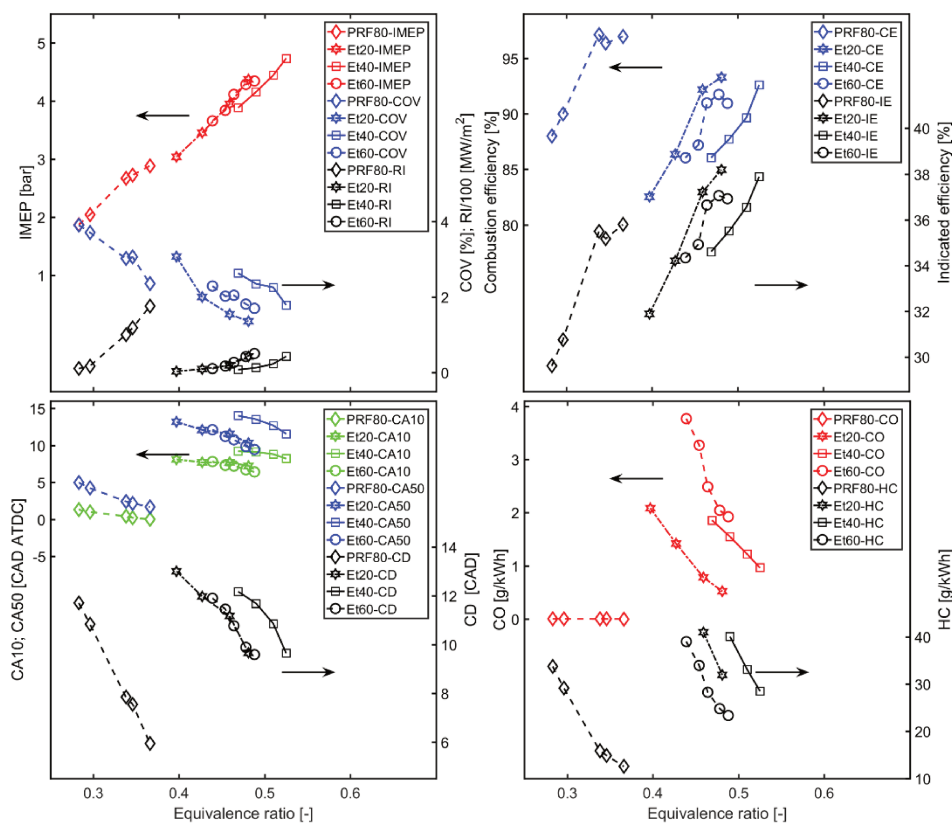 5
4
3
2
1
IMEP [bar]
PRF80-IMEP
Et20-IMEP
Et40-IMEP
Et60-IMEP
PRF80-COV
Et20-COV
Et40-COV
Et60-COV
PRF80-RI
Et20-RI
Et40-RI
Et60-RI
4
2
0
COV [%]; RI/100 [MW/m²]
95
90
85
80
Combustion efficiency [%]
PRF80-CE
Et20-CE
Et40-CE
Et60-CE
PRF80-IE
Et20-IE
Et40-IE
Et60-IE
40
38
36
34
32
30
Indicated efficiency [%]
15
10
5
0
-5
CA10; CA50 [CAD ATDC]
PRF80-CA10
Et20-CA10
Et40-CA10
Et60-CA10
PRF80-CA50
Et20-CA50
Et40-CA50
Et60-CA50
PRF80-CD
Et20-CD
Et40-CD
Et60-CD
14
12
10
8
6
CD [CAD]
0.3
0.4
0.5
0.6
Equivalence ratio [-]
4
3
2
1
0
CO [g/kWh]
PRF80-CO
Et20-CO
Et40-CO
Et60-CO
PRF80-HC
Et20-HC
Et40-HC
Et60-HC
40
30
20
10
HC [g/kWh]
0.3
0.4
0.5
0.6
Equivalence ratio [-]